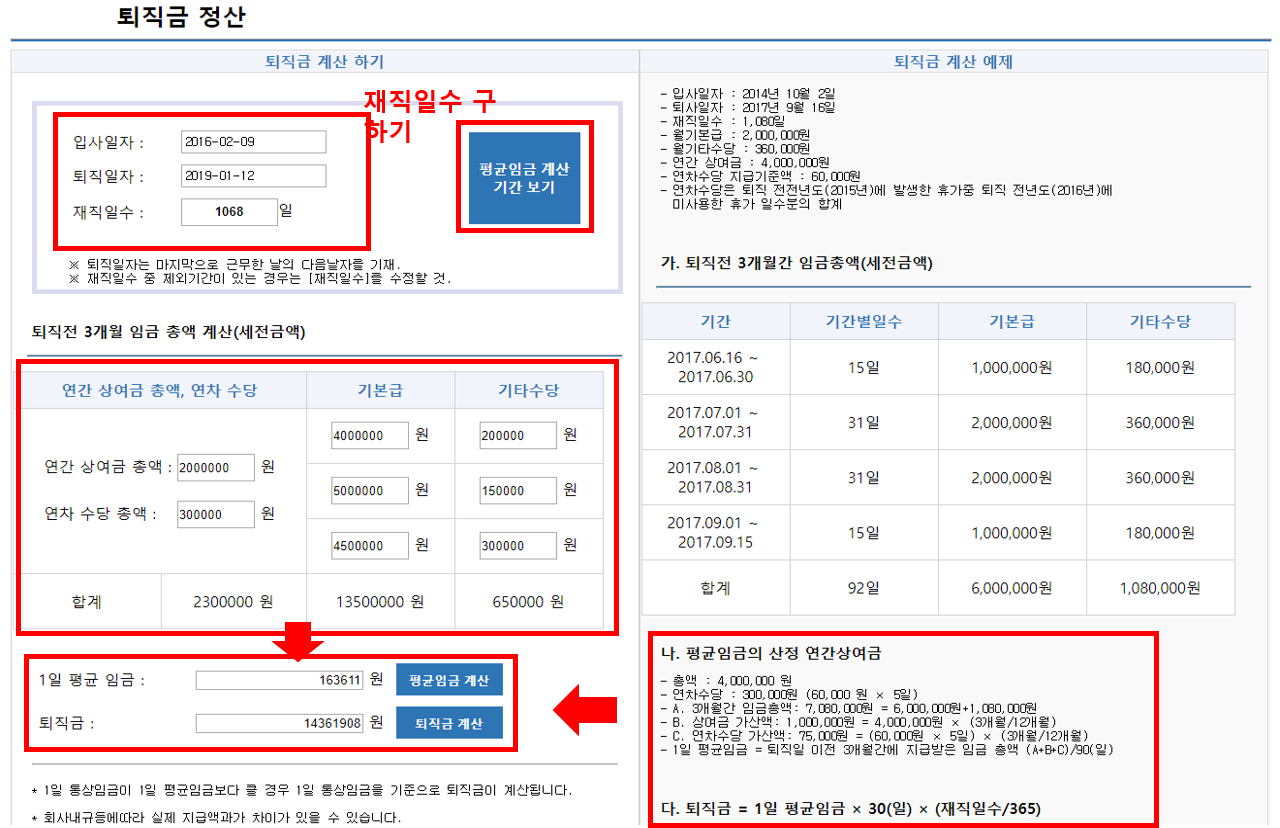 퇴직금 정산
퇴직금 계산 하기
재직일수 구
하기
입사일자 : 2016-02-09
퇴직일자 : 2019-01-12
재직일수 : 1068 일
평균임금 계산
기간 보기
※ 퇴직일자는 마지막으로 근무한 날의 다음날자를 기재.
※ 재직일수 중 제외기간이 있는 경우는 [재직일수]를 수정할 것.
퇴직전 3개월 임금 총액 계산(세전금액)
연간 상여금 총액, 연차 수당 기본급 기타수당
4000000 원 200000 원
연간 상여금 총액 : 2000000 원
5000000 원 150000 원
연차 수당 총액 : 300000 원
4500000 원 300000 원
합계 2300000 원 13500000 원 650000 원
1일 평균 임금 : 163611 원 평균임금 계산
퇴직금 : 14361908 원 퇴직금 계산
* 1일 통상임금이 1일 평균임금보다 클 경우 1일 통상임금을 기준으로 퇴직금이 계산됩니다.
* 회사내규등에따라 실제 지급액과가 차이가 있을 수 있습니다.
퇴직금 계산 예제
- 입사일자 : 2014년 10월 2일
- 퇴사일자 : 2017년 9월 16일
- 재직일수 : 1,080일
- 월기본급 : 2,000,000원
- 월기타수당 : 360,000원
- 연간 상여금 : 4,000,000원
- 연차수당 지급기준액 : 60,000원
- 연차수당은 퇴직 전전년도(2015년)에 발생한 휴가중 퇴직 전년도(2016년)에
미사용한 휴가 일수분의 합계
가. 퇴직전 3개월간 임금총액(세전금액)
기간 기간별일수 기본급 기타수당
2017.06.16 ~
2017.06.30 15일 1,000,000원 180,000원
2017.07.01 ~
2017.07.31 31일 2,000,000원 360,000원
2017.08.01 ~
2017.08.31 31일 2,000,000원 360,000원
2017.09.01 ~
2017.09.15 15일 1,000,000원 180,000원
합계 92일 6,000,000원 1,080,000원
나. 평균임금의 산정 연간상여금
- 총액 : 4,000,000 원
- 연차수당 : 300,000원 (60,000 원 × 5일)
- A. 3개월간 임금총액: 7,080,000원 = 6,000,000원+1,080,000원
- B. 상여금 가산액: 1,000,000원 = 4,000,000원 × (3개월/12개월)
- C. 연차수당 가산액: 75,000원 = (60,000원 × 5일) × (3개월/12개월)
- 1일 평균임금 = 퇴직일 이전 3개월간에 지급받은 임금 총액 (A+B+C)/90(일)
다. 퇴직금 = 1일 평균임금 × 30(일) × (재직일수/365)